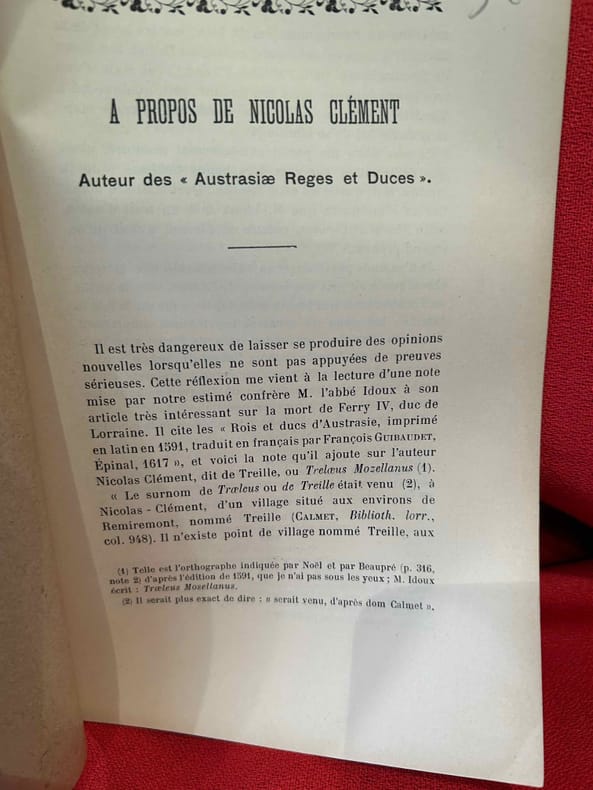 A PROPOS DE NICOLAS CLÉMENT
Auteur des « Austrasiæ Reges et Duces ».
Il est très dangereux de laisser se produire des opinions
nouvelles lorsqu'elles ne sont pas appuyées de preuves
sérieuses. Cette réflexion me vient à la lecture d'une note
mise par notre estimé confrère M. l'abbé Idoux à son
article très intéressant sur la mort de Ferry IV, duc de
Lorraine. Il cite les « Rois et ducs d'Austrasie, imprimé
en latin en 1591, traduit en français par François GUIBAUDET,
Épinal, 1617 », et voici la note qu'il ajoute sur l'auteur
Nicolas Clément, dit de Treille, ou Trelæus Mozellanus (1).
« Le surnom de Træleus ou de Treille était venu (2), à
Nicolas - Clément, d'un village situé aux environs de
Remiremont, nommé Treille (CALMET, Biblioth. lorr.,
col. 948). Il n'existe point de village nommé Treille, aux
(1) Telle est l'orthographe indiquée par Noël et par Beaupré (p. 316,
note 2) d'après l'édition de 1591, que je n'ai pas sous les yeux ; M. Idoux
écrit : Træleus Mozellanus.
(2) Il serait plus exact de dire : « serait venu, d'après dom Calmet ».